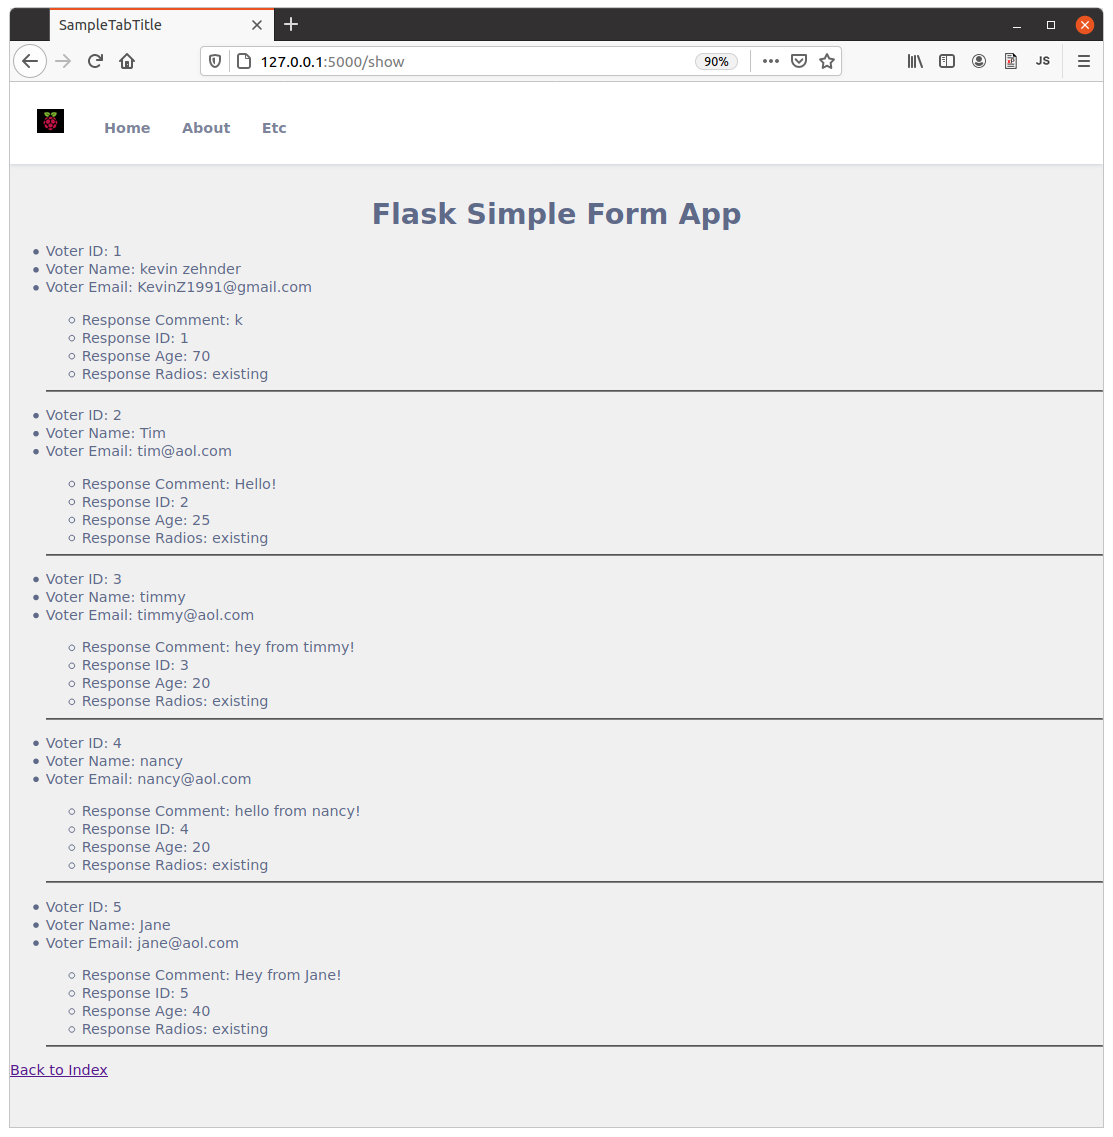 SampleTabTitle
127.0.0.1:5000/show
90%
JS
Home
About
Etc
Flask Simple Form App
Voter ID: 1
Voter Name: kevin zehnder
Voter Email: KevinZ1991@gmail.com
Response Comment: k
Response ID: 1
Response Age: 70
Response Radios: existing
Voter ID: 2
Voter Name: Tim
Voter Email: tim@aol.com
Response Comment: Hello!
Response ID: 2
Response Age: 25
Response Radios: existing
Voter ID: 3
Voter Name: timmy
Voter Email: timmy@aol.com
Response Comment: hey from timmy!
Response ID: 3
Response Age: 20
Response Radios: existing
Voter ID: 4
Voter Name: nancy
Voter Email: nancy@aol.com
Response Comment: hello from nancy!
Response ID: 4
Response Age: 20
Response Radios: existing
Voter ID: 5
Voter Name: Jane
Voter Email: jane@aol.com
Response Comment: Hey from Jane!
Response ID: 5
Response Age: 40
Response Radios: existing
Back to Index